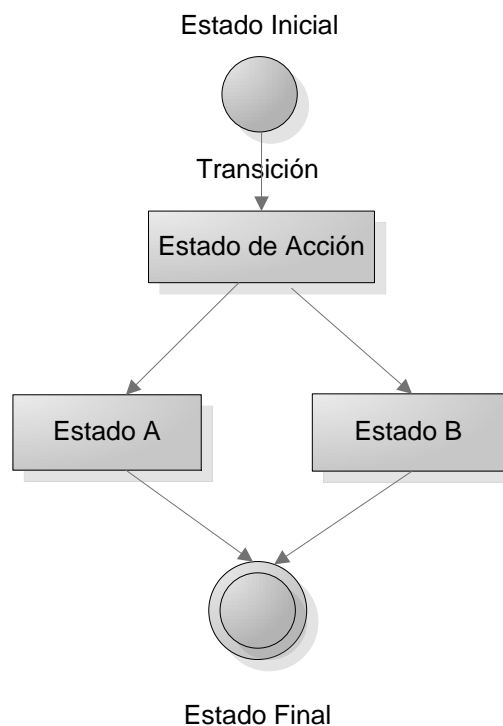 Estado Inicial
Transición
Estado de Acción
Estado A
Estado B
Estado Final